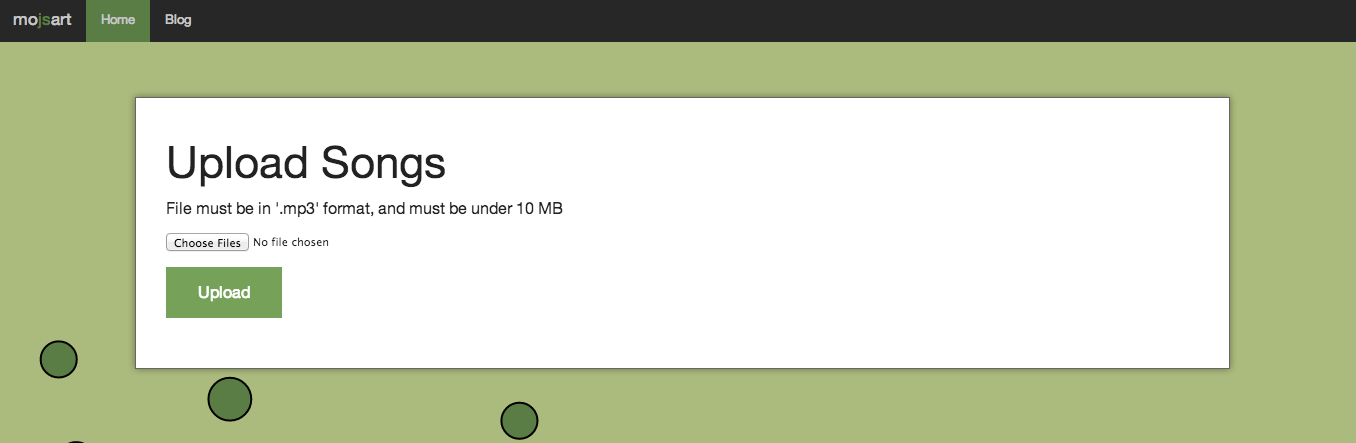 mojsart Home Blog
Upload Songs
File must be in '.mp3' format, and must be under 10 MB
Choose Files No file chosen
Upload